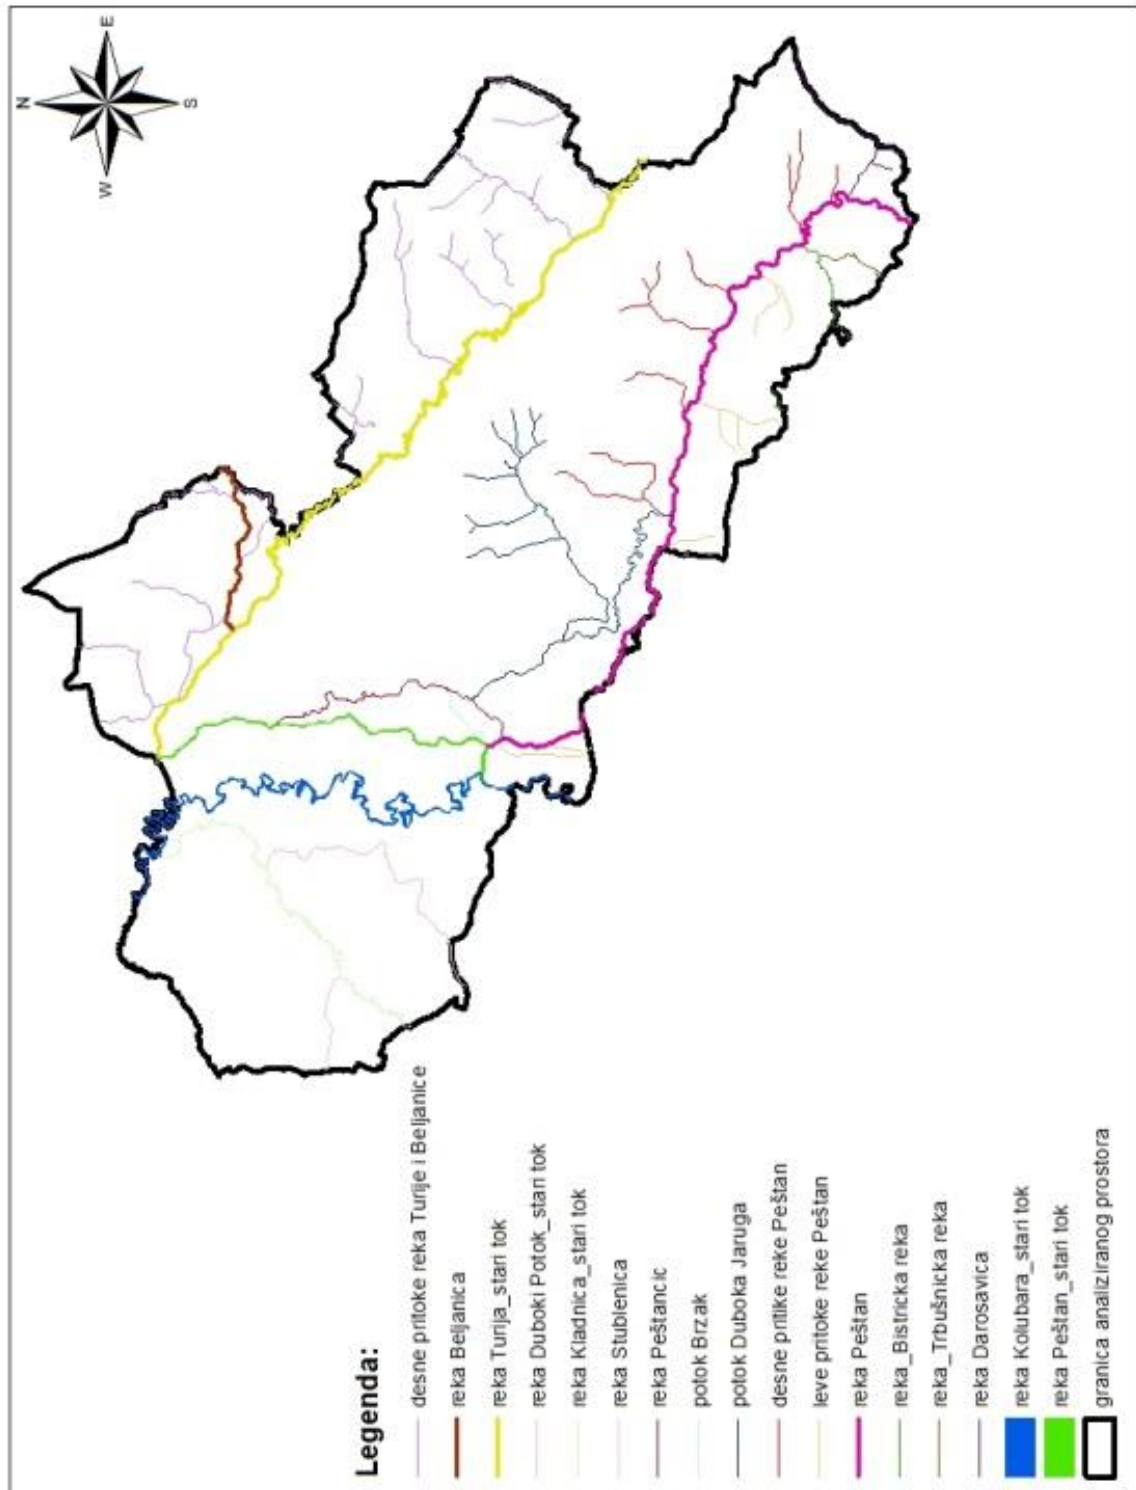 N
E
S
W
Legenda:
desne pritoke reka Turije i Beljanice
reka Beljanica
reka Turija_stari tok
reka Duboki Potok_stari tok
reka Kladnica_stari tok
reka Stublenica
reka Peštancic
potok Brzak
potok Duboka Jaruga
desne pritike reke Peštan
leve pritoke reke Peštan
reka Peštan
reka_Bistricka reka
reka_Trbušnicka reka
reka Darosavica
reka Kolubara_stari tok
reka Peštan_stari tok
granica analiziranog prostora